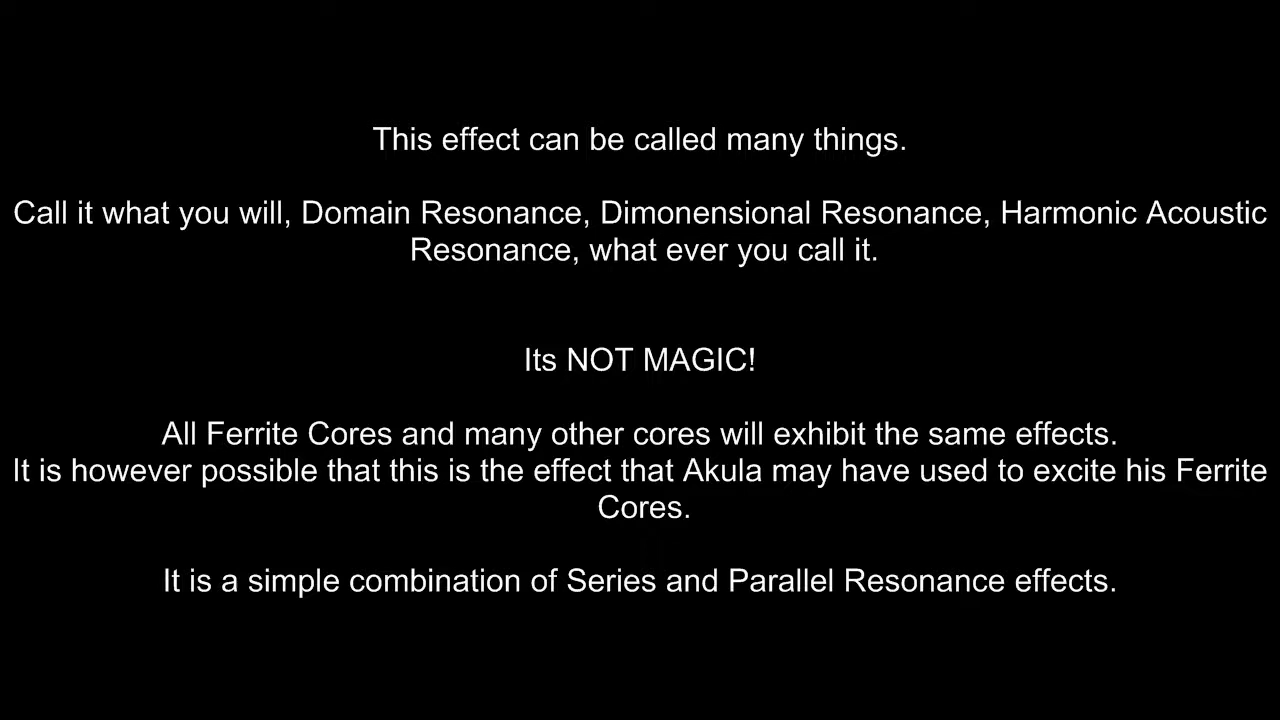 This effect can be called many things.
Call it what you will, Domain Resonance, Dimonensional Resonance, Harmonic Acoustic
Resonance, what ever you call it.
Its NOT MAGIC!
All Ferrite Cores and many other cores will exhibit the same effects.
It is however possible that this is the effect that Akula may have used to excite his Ferrite
Cores.
It is a simple combination of Series and Parallel Resonance effects.